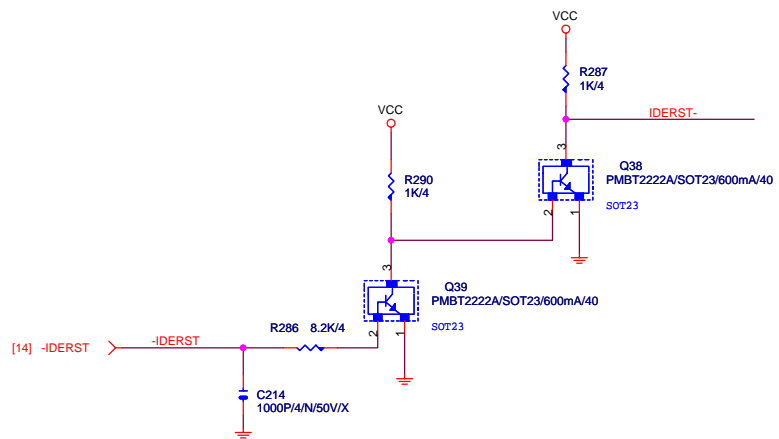 VCC
R287
1K/4
IDERST-
VCC
3
Q38
PMBT2222A/SOT23/600mA/40
R290
1K/4
2
1
SOT23
3
Q39
PMBT2222A/SOT23/600mA/40
SOT23
R286 8.2K/4
2
1
[14] -IDERST
-IDERST
C214
1000P/4/N/50V/X